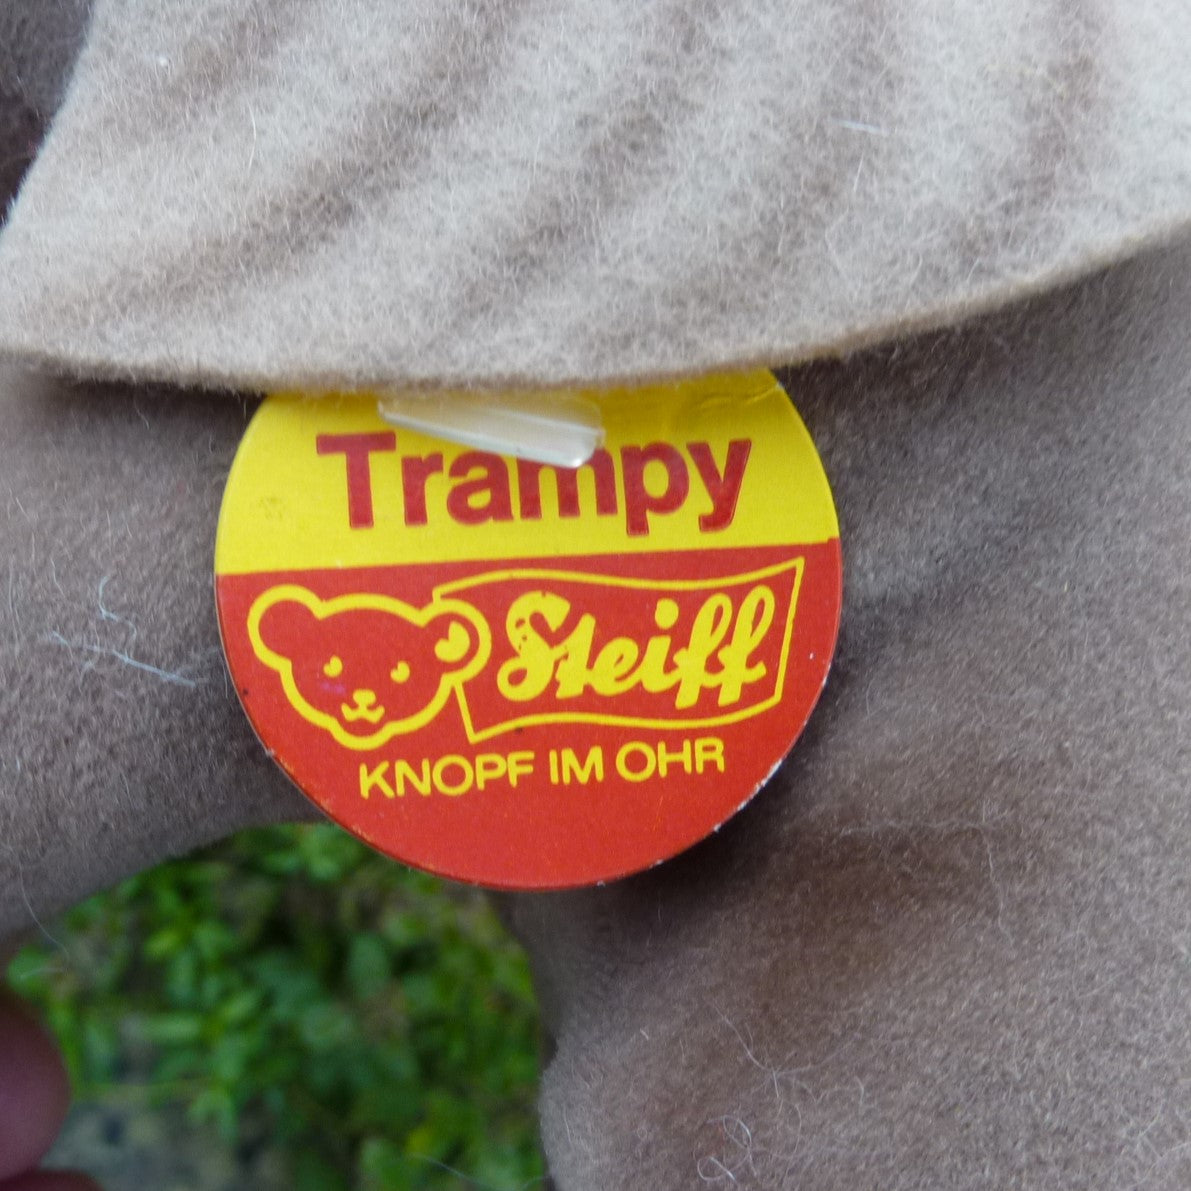 Trampy
Steiff
KNOPF IM OHR